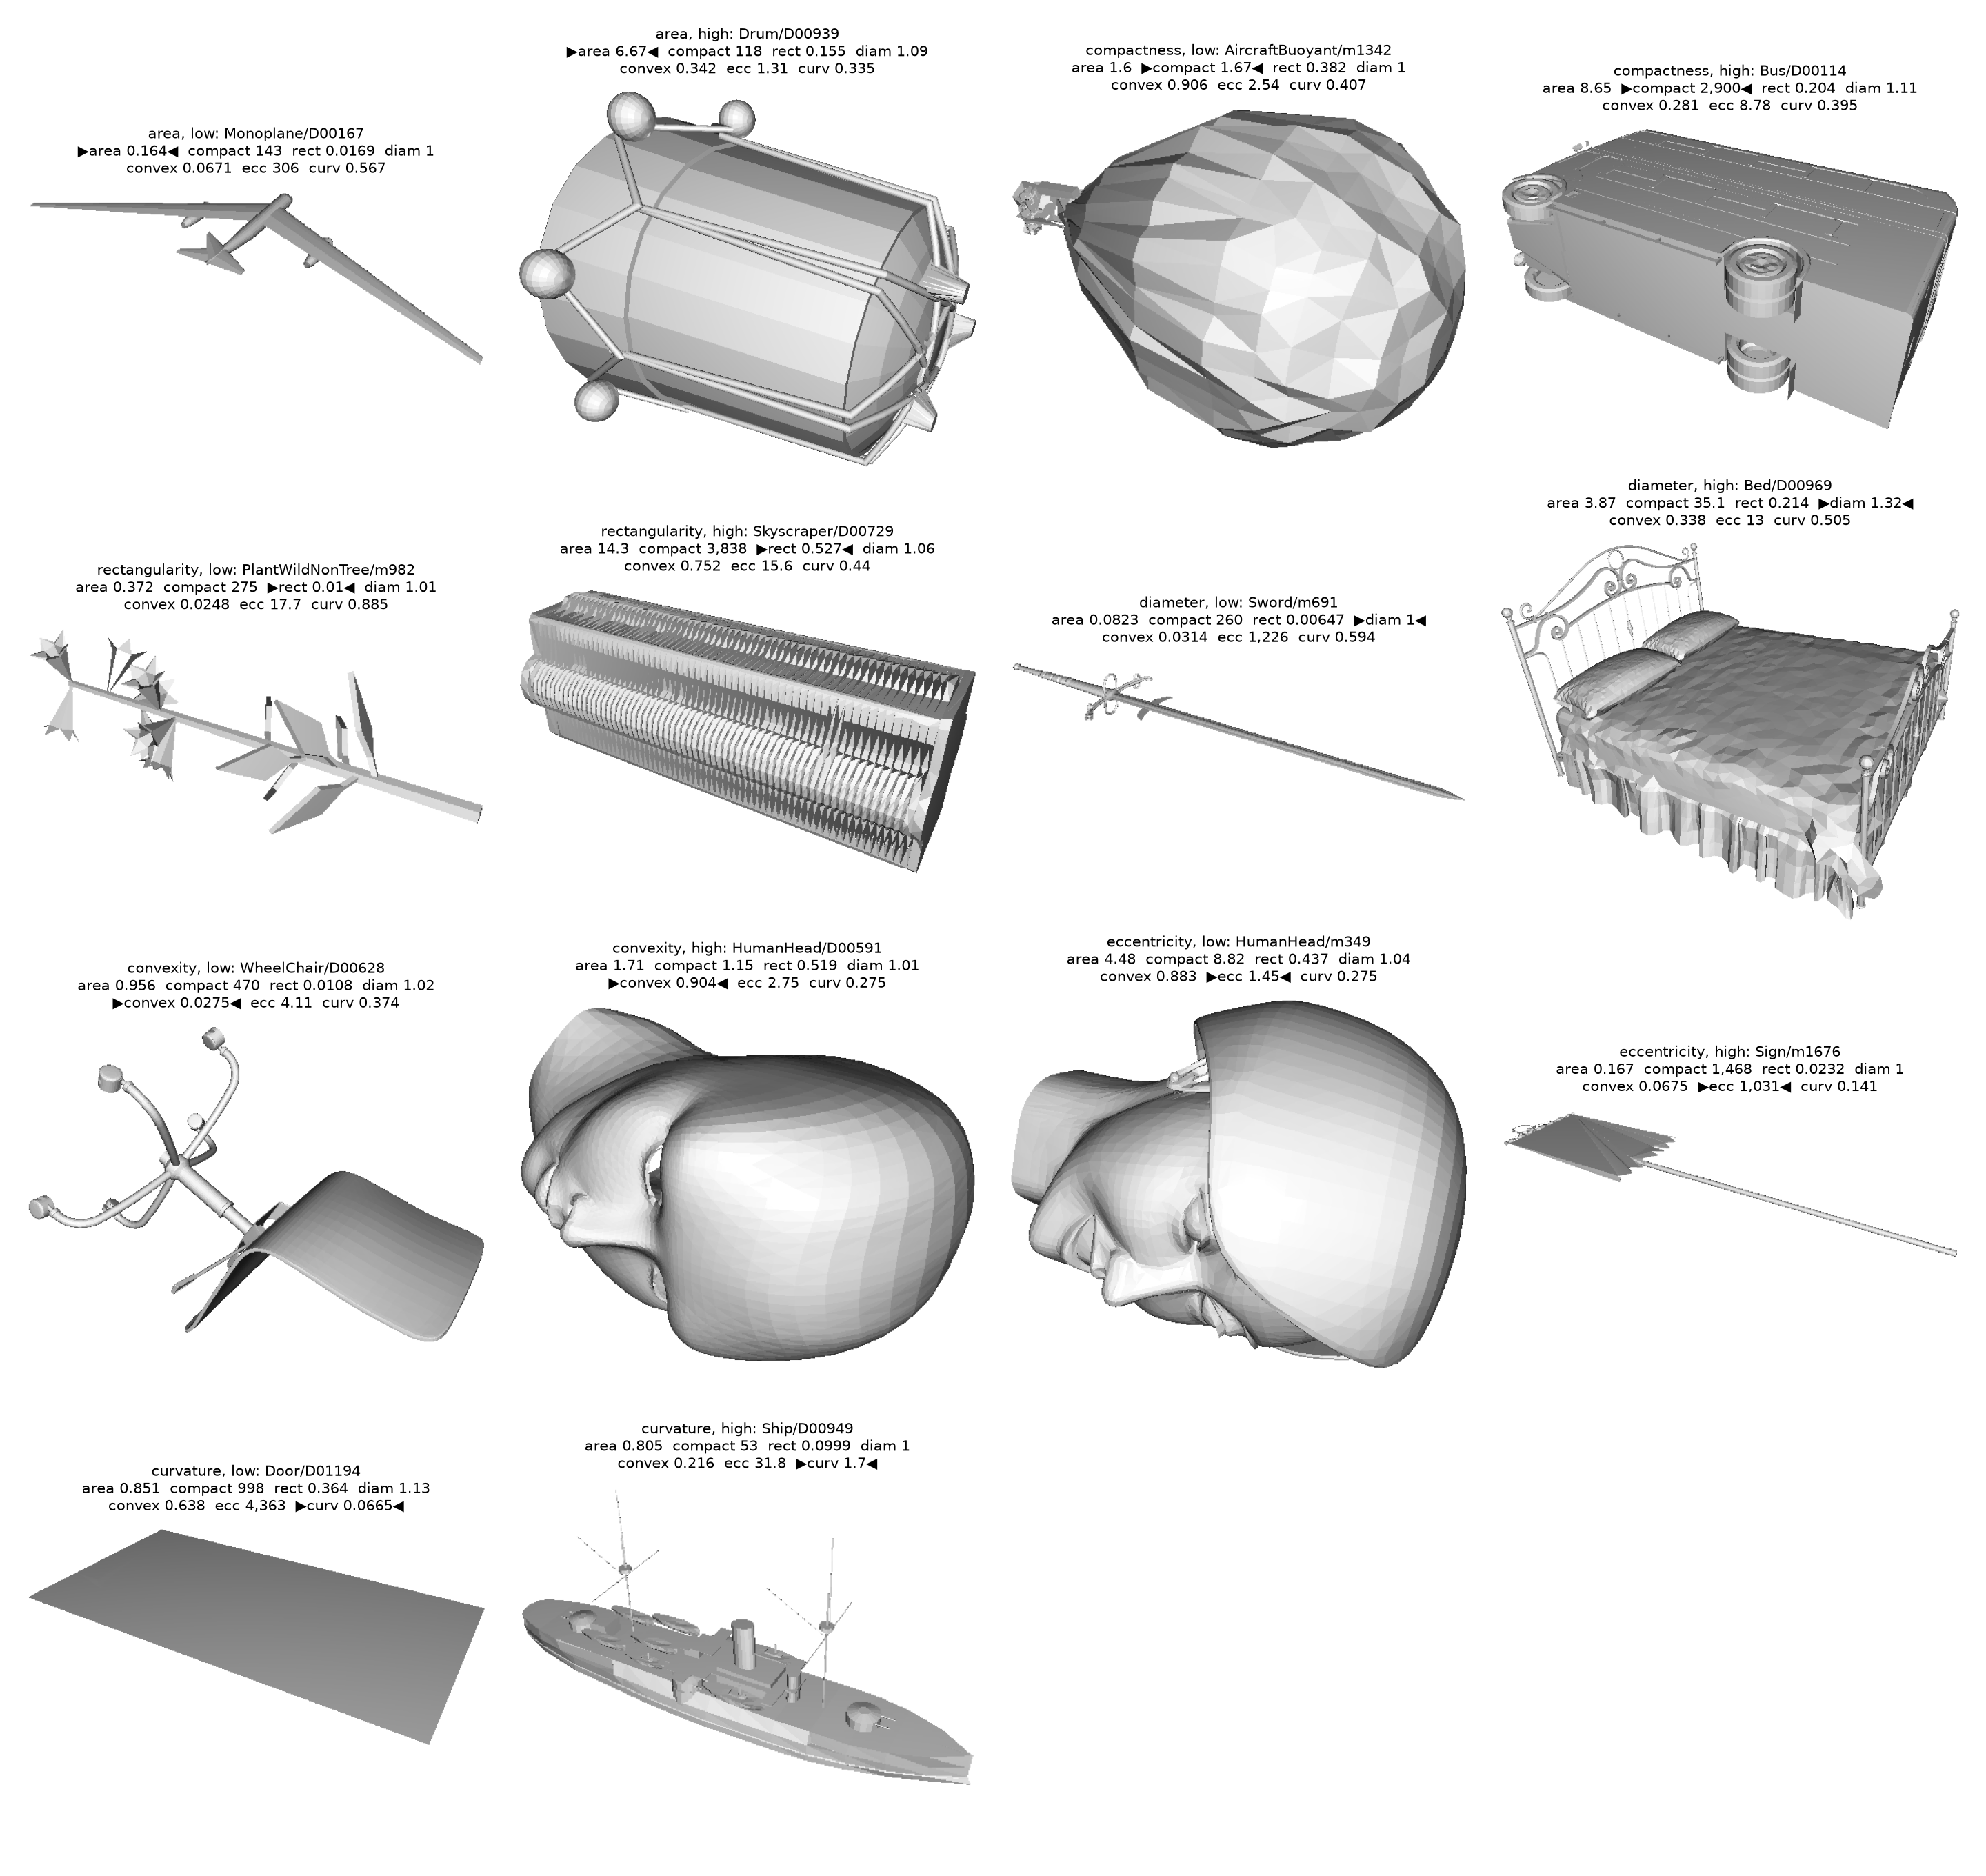 area, low: Monoplane/D00167
▶area 0.164◀  compact 143  rect 0.0169  diam 1
convex 0.0671  ecc 306  curv 0.567
area, high: Drum/D00939
▶area 6.67◀  compact 118  rect 0.155  diam 1.09
convex 0.342  ecc 1.31  curv 0.335
compactness, low: AircraftBuoyant/m1342
area 1.6  ▶compact 1.67◀  rect 0.382  diam 1
convex 0.906  ecc 2.54  curv 0.407
compactness, high: Bus/D00114
area 8.65  ▶compact 2,900◀  rect 0.204  diam 1.11
convex 0.281  ecc 8.78  curv 0.395
rectangularity, low: PlantWildNonTree/m982
area 0.372  compact 275  ▶rect 0.01◀  diam 1.01
convex 0.0248  ecc 17.7  curv 0.885
rectangularity, high: Skyscraper/D00729
area 14.3  compact 3,838  ▶rect 0.527◀  diam 1.06
convex 0.752  ecc 15.6  curv 0.44
diameter, low: Sword/m691
area 0.0823  compact 260  rect 0.00647  ▶diam 1◀
convex 0.0314  ecc 1,226  curv 0.594
diameter, high: Bed/D00969
area 3.87  compact 35.1  rect 0.214  ▶diam 1.32◀
convex 0.338  ecc 13  curv 0.505
convexity, low: WheelChair/D00628
area 0.956  compact 470  rect 0.0108  diam 1.02
▶convex 0.0275◀  ecc 4.11  curv 0.374
convexity, high: HumanHead/D00591
area 1.71  compact 1.15  rect 0.519  diam 1.01
▶convex 0.904◀  ecc 2.75  curv 0.275
eccentricity, low: HumanHead/m349
area 4.48  compact 8.82  rect 0.437  diam 1.04
convex 0.883  ▶ecc 1.45◀  curv 0.275
eccentricity, high: Sign/m1676
area 0.167  compact 1,468  rect 0.0232  diam 1
convex 0.0675  ▶ecc 1,031◀  curv 0.141
curvature, low: Door/D01194
area 0.851  compact 998  rect 0.364  diam 1.13
convex 0.638  ecc 4,363  ▶curv 0.0665◀
curvature, high: Ship/D00949
area 0.805  compact 53  rect 0.0999  diam 1
convex 0.216  ecc 31.8  ▶curv 1.7◀